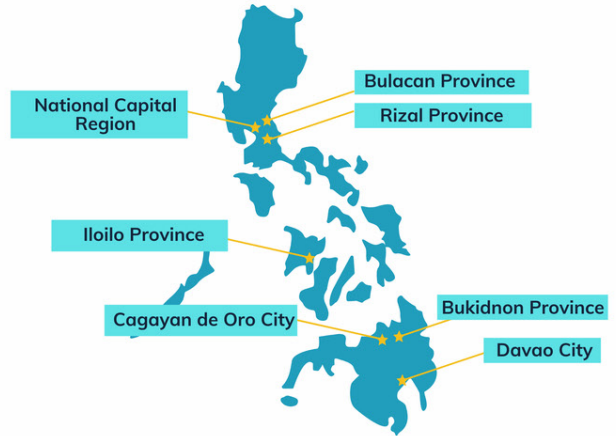 Bulacan Province
National Capital
Region
Rizal Province
Iloilo Province
Cagayan de Oro City
Bukidnon Province
Davao City